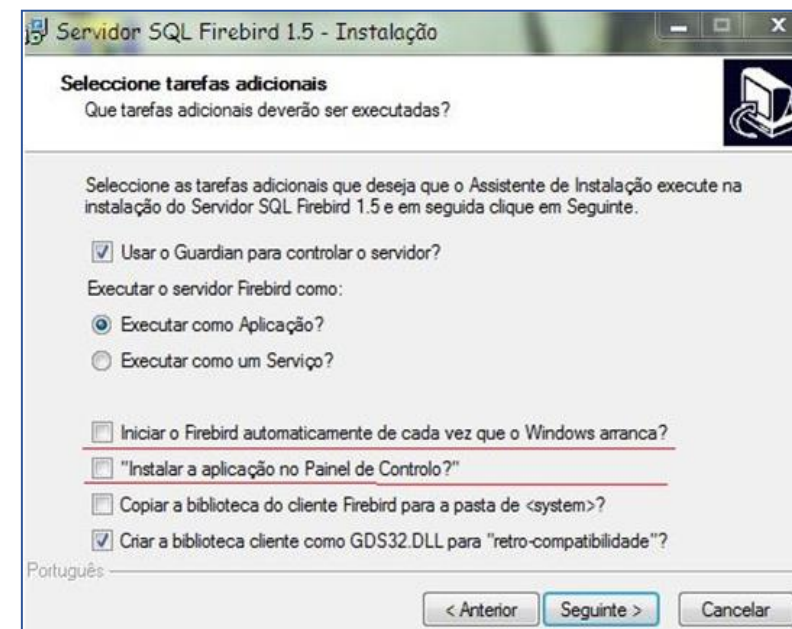 Servidor SQL Firebird 1.5 - Instalação
Seleccione tarefas adicionais
Que tarefas adicionais deverão ser executadas?
Seleccione as tarefas adicionais que deseja que o Assistente de Instalação execute na
instalação do Servidor SQL Firebird 1.5 e em seguida clique em Seguinte.
Usar o Guardian para controlar o servidor?
Executar o servidor Firebird como:
Executar como Aplicação?
Executar como um Serviço?
Iniciar o Firebird automaticamente de cada vez que o Windows arranca?
"Instalar a aplicação no Painel de Controlo?"
Copiar a biblioteca do cliente Firebird para a pasta de <system>?
Criar a biblioteca cliente como GDS32.DLL para "retro-compatibilidade"?
Português
< Anterior Seguinte > Cancelar